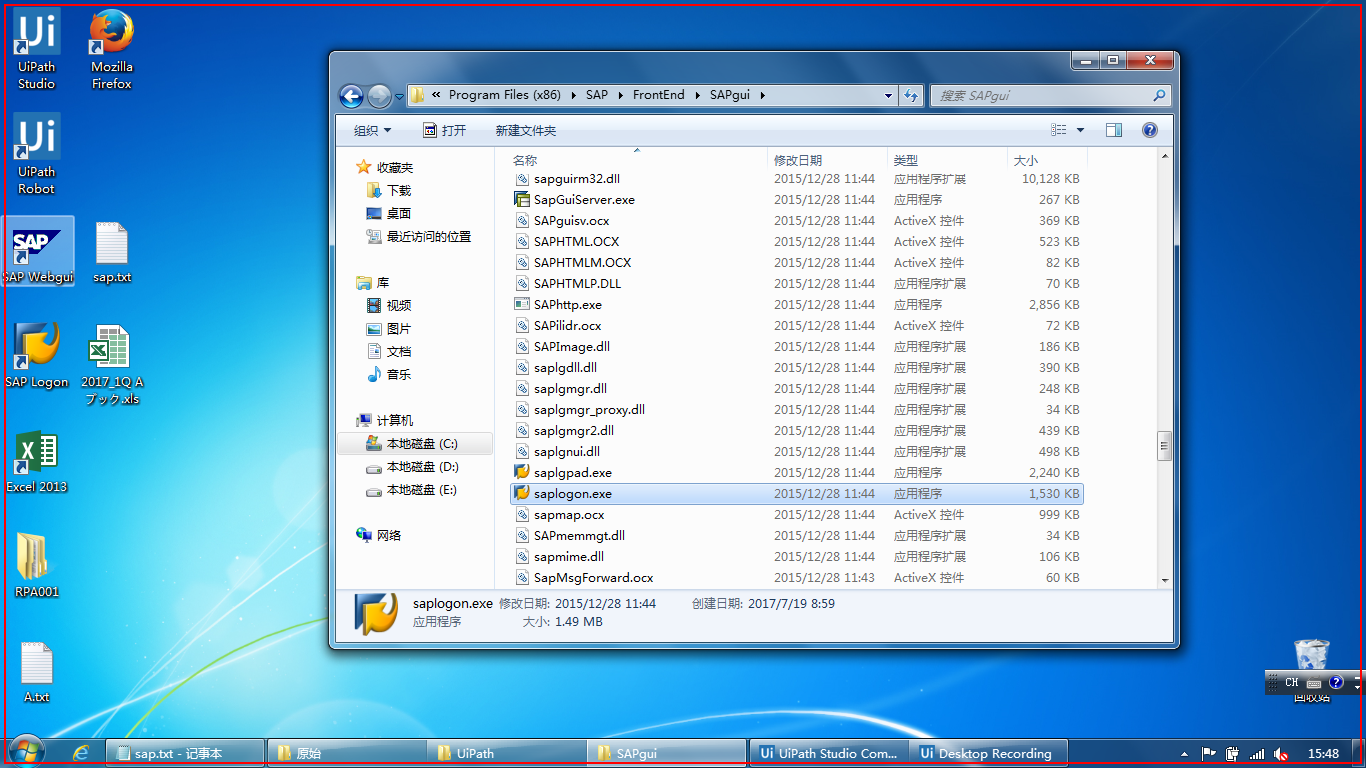 UiPath Studio
Mozilla Firefox
UiPath Robot
SAP Webgui
sap.txt
SAP Logon
2017_1Q A
ブック.xls
Excel 2013
RPA001
A.txt
« Program Files (x86) SAP FrontEnd SAPgui
搜索 SAPgui
组织 打开 新建文件夹
收藏夹
下载
桌面
最近访问的位置
库
视频
图片
文档
音乐
计算机
本地磁盘 (C:)
本地磁盘 (D:)
本地磁盘 (E:)
网络
名称 修改日期 类型 大小
sapguirm32.dll 2015/12/28 11:44 应用程序扩展 10,128 KB
SapGuiServer.exe 2015/12/28 11:44 应用程序 267 KB
SAPguisv.ocx 2015/12/28 11:44 ActiveX 控件 369 KB
SAPHTML.OCX 2015/12/28 11:44 ActiveX 控件 523 KB
SAPHTMLM.OCX 2015/12/28 11:44 ActiveX 控件 82 KB
SAPHTMLP.DLL 2015/12/28 11:44 应用程序扩展 70 KB
SAPhttp.exe 2015/12/28 11:44 应用程序 2,856 KB
SAPilidr.ocx 2015/12/28 11:44 ActiveX 控件 72 KB
SAPImage.dll 2015/12/28 11:44 应用程序扩展 186 KB
saplgdll.dll 2015/12/28 11:44 应用程序扩展 390 KB
saplgmgr.dll 2015/12/28 11:44 应用程序扩展 248 KB
saplgmgr_proxy.dll 2015/12/28 11:44 应用程序扩展 34 KB
saplgmgr2.dll 2015/12/28 11:44 应用程序扩展 439 KB
saplgnui.dll 2015/12/28 11:44 应用程序扩展 498 KB
saplgpad.exe 2015/12/28 11:44 应用程序 2,240 KB
saplogon.exe 2015/12/28 11:44 应用程序 1,530 KB
sapmap.ocx 2015/12/28 11:44 ActiveX 控件 999 KB
SAPmemmgt.dll 2015/12/28 11:44 应用程序扩展 34 KB
sapmime.dll 2015/12/28 11:44 应用程序扩展 106 KB
SapMsgForward.ocx 2015/12/28 11:43 ActiveX 控件 60 KB
saplogon.exe 修改日期: 2015/12/28 11:44 创建日期: 2017/7/19 8:59
应用程序 大小: 1.49 MB
CH
回收站
sap.txt - 记事本 原始 UiPath SAPgui UiPath Studio Com... Desktop Recording 15:48